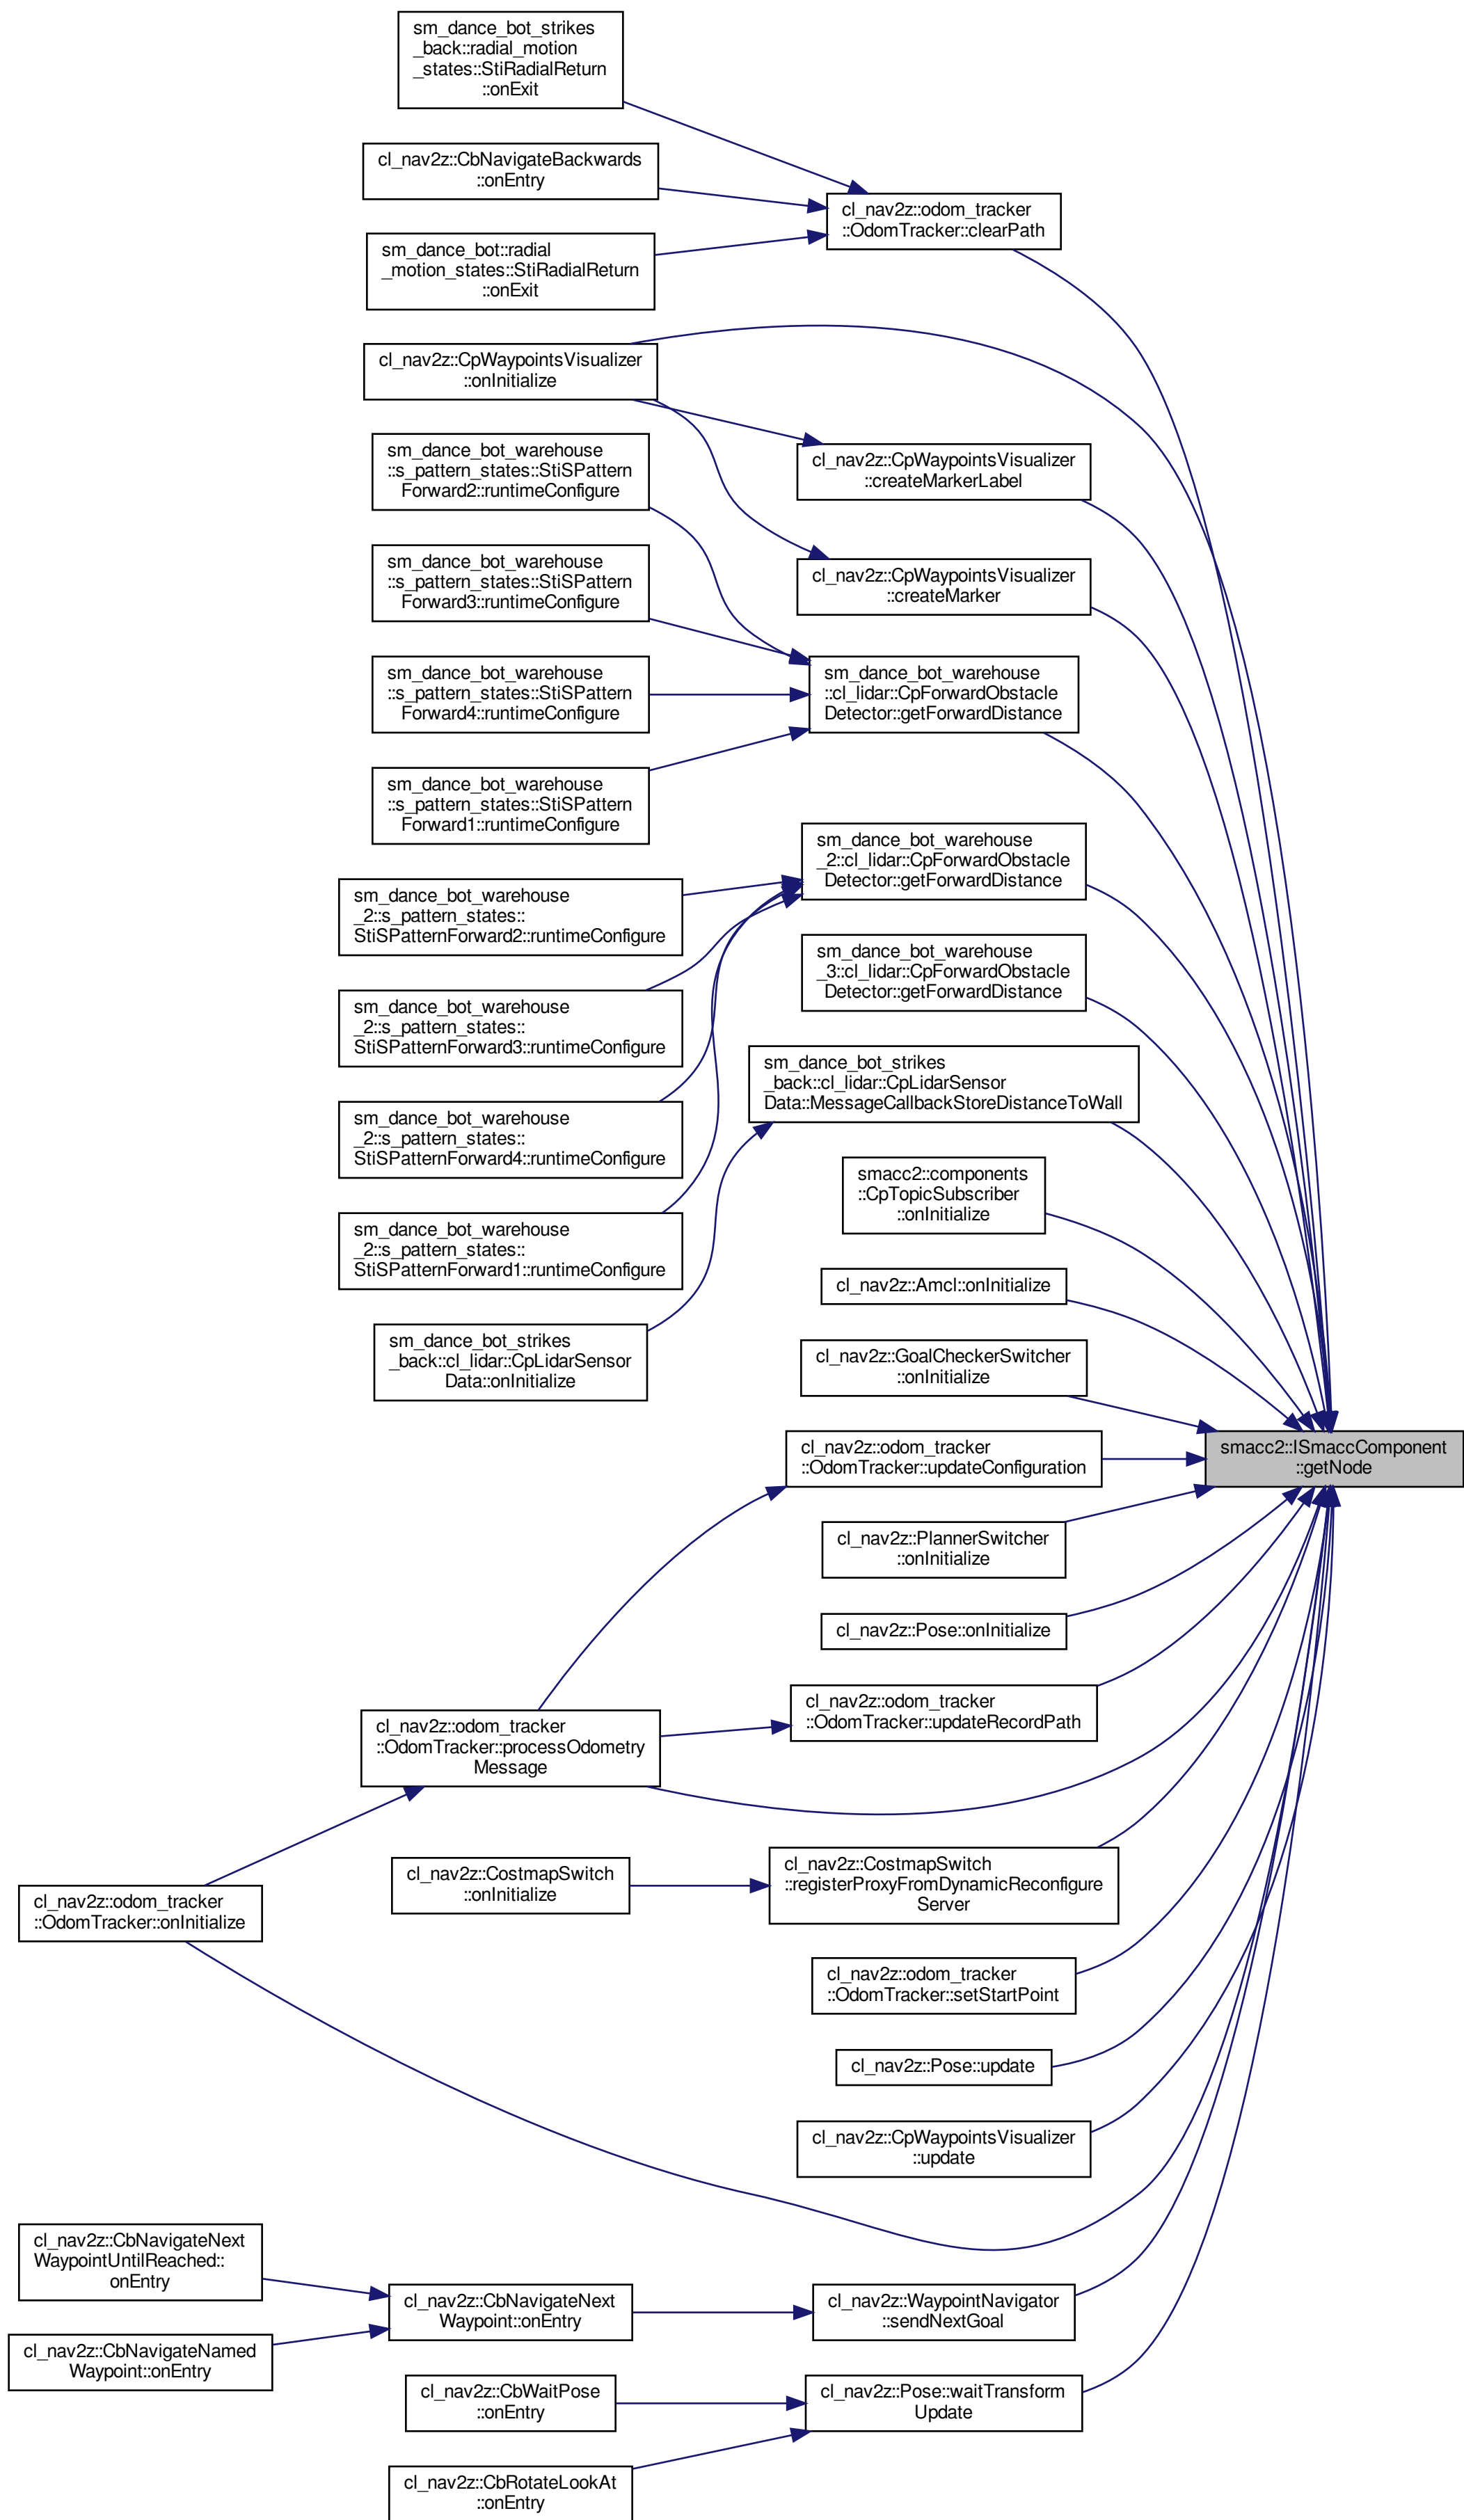 sm_dance_bot_strikes
_back::radial_motion
_states::StiRadialReturn
::onExit
cl_nav2z::CbNavigateBackwards
::onEntry
cl_nav2z::odom_tracker
::OdomTracker::clearPath
sm_dance_bot::radial
_motion_states::StiRadialReturn
::onExit
cl_nav2z::CpWaypointsVisualizer
::onInitialize
sm_dance_bot_warehouse
::s_pattern_states::StiSPattern
Forward2::runtimeConfigure
cl_nav2z::CpWaypointsVisualizer
::createMarkerLabel
sm_dance_bot_warehouse
::s_pattern_states::StiSPattern
Forward3::runtimeConfigure
cl_nav2z::CpWaypointsVisualizer
::createMarker
sm_dance_bot_warehouse
::s_pattern_states::StiSPattern
Forward4::runtimeConfigure
sm_dance_bot_warehouse
::cl_lidar::CpForwardObstacle
Detector::getForwardDistance
sm_dance_bot_warehouse
::s_pattern_states::StiSPattern
Forward1::runtimeConfigure
sm_dance_bot_warehouse
_2::cl_lidar::CpForwardObstacle
Detector::getForwardDistance
sm_dance_bot_warehouse
_2::s_pattern_states::
StiSPatternForward2::runtimeConfigure
sm_dance_bot_warehouse
_3::cl_lidar::CpForwardObstacle
Detector::getForwardDistance
sm_dance_bot_warehouse
_2::s_pattern_states::
StiSPatternForward3::runtimeConfigure
sm_dance_bot_strikes
_back::cl_lidar::CpLidarSensor
Data::MessageCallbackStoreDistanceToWall
sm_dance_bot_warehouse
_2::s_pattern_states::
StiSPatternForward4::runtimeConfigure
smacc2::components
::CpTopicSubscriber
::onInitialize
sm_dance_bot_warehouse
_2::s_pattern_states::
StiSPatternForward1::runtimeConfigure
cl_nav2z::Amcl::onInitialize
sm_dance_bot_strikes
_back::cl_lidar::CpLidarSensor
Data::onInitialize
cl_nav2z::GoalCheckerSwitcher
::onInitialize
cl_nav2z::odom_tracker
::OdomTracker::updateConfiguration
smacc2::ISmaccComponent
::getNode
cl_nav2z::PlannerSwitcher
::onInitialize
cl_nav2z::Pose::onInitialize
cl_nav2z::odom_tracker
::OdomTracker::updateRecordPath
cl_nav2z::odom_tracker
::OdomTracker::processOdometry
Message
cl_nav2z::CostmapSwitch
::onInitialize
cl_nav2z::CostmapSwitch
::registerProxyFromDynamicReconfigure
Server
cl_nav2z::odom_tracker
::OdomTracker::onInitialize
cl_nav2z::odom_tracker
::OdomTracker::setStartPoint
cl_nav2z::Pose::update
cl_nav2z::CpWaypointsVisualizer
::update
cl_nav2z::CbNavigateNext
WaypointUntilReached::
onEntry
cl_nav2z::CbNavigateNext
Waypoint::onEntry
cl_nav2z::WaypointNavigator
::sendNextGoal
cl_nav2z::CbNavigateNamed
Waypoint::onEntry
cl_nav2z::CbWaitPose
::onEntry
cl_nav2z::Pose::waitTransform
Update
cl_nav2z::CbRotateLookAt
::onEntry